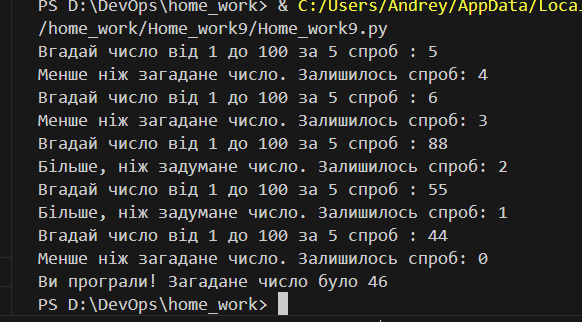 PS D:\DevOps\home_work> & C:/Users/Andrey/AppData/Loca
/home_work/Home_work9/Home_work9.py
Вгадай число від 1 до 100 за 5 спроб : 5
Менше ніж загадане число. Залишилось спроб: 4
Вгадай число від 1 до 100 за 5 спроб : 6
Менше ніж загадане число. Залишилось спроб: 3
Вгадай число від 1 до 100 за 5 спроб : 88
Більше, ніж задумане число. Залишилось спроб: 2
Вгадай число від 1 до 100 за 5 спроб : 55
Більше, ніж задумане число. Залишилось спроб: 1
Вгадай число від 1 до 100 за 5 спроб : 44
Менше ніж загадане число. Залишилось спроб: 0
Ви програли! Загадане число було 46
PS D:\DevOps\home_work>